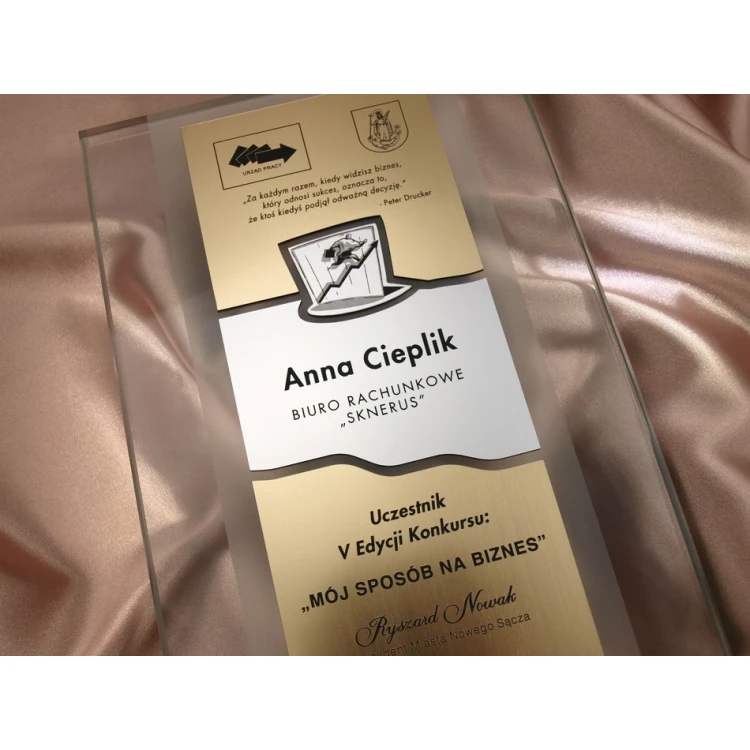 URZĄD PRACY
„Za każdym razem, kiedy widzisz biznes,
który odnosi sukces, oznacza to,
że ktoś kiedyś podjął odważną decyzję."
- Peter Drucker
Anna Cieplik
BIURO RACHUNKOWE
„SKNERUS”
Uczestnik
V Edycji Konkursu:
„MÓJ SPOSÓB NA BIZNES”
Ryszard Nowak
Miasta Nowego Sącza